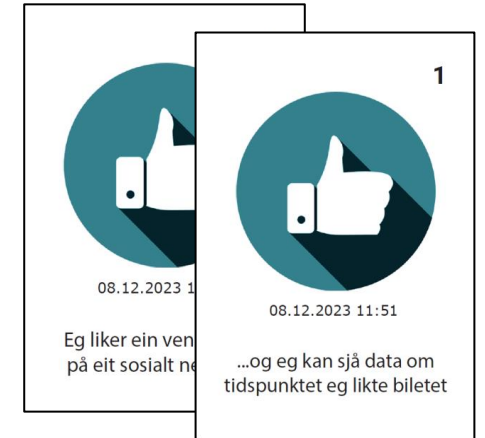 08.12.2023 1
Eg liker ein ven
på eit sosialt ne
1
08.12.2023 11:51
...og eg kan sjå data om
tidspunktet eg likte biletet